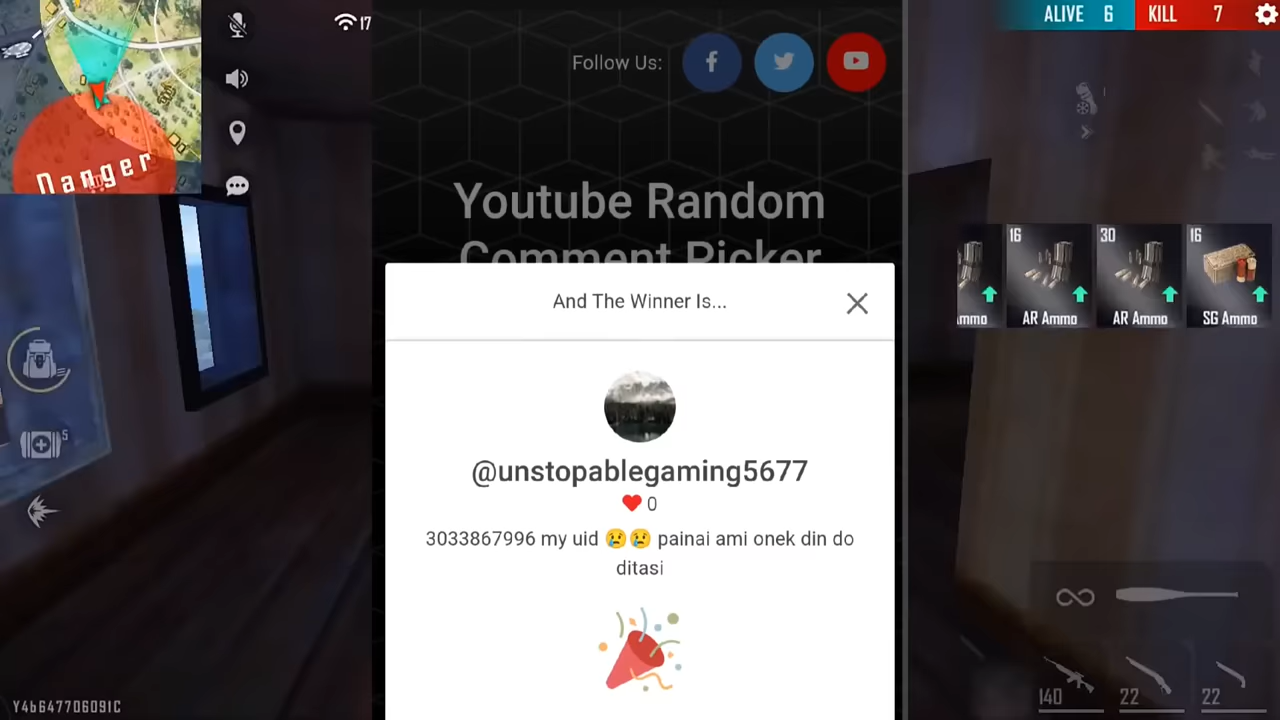 17
ALIVE 6
KILL 7
Follow Us:
Danger
Youtube Random
Comment Picker
And The Winner Is...
16
30
16
AR Ammo
AR Ammo
SG Ammo
@unstopablegaming5677
0
5
3033867996 my uid 😢😢 painai ami onek din do
ditasi
140
22
22